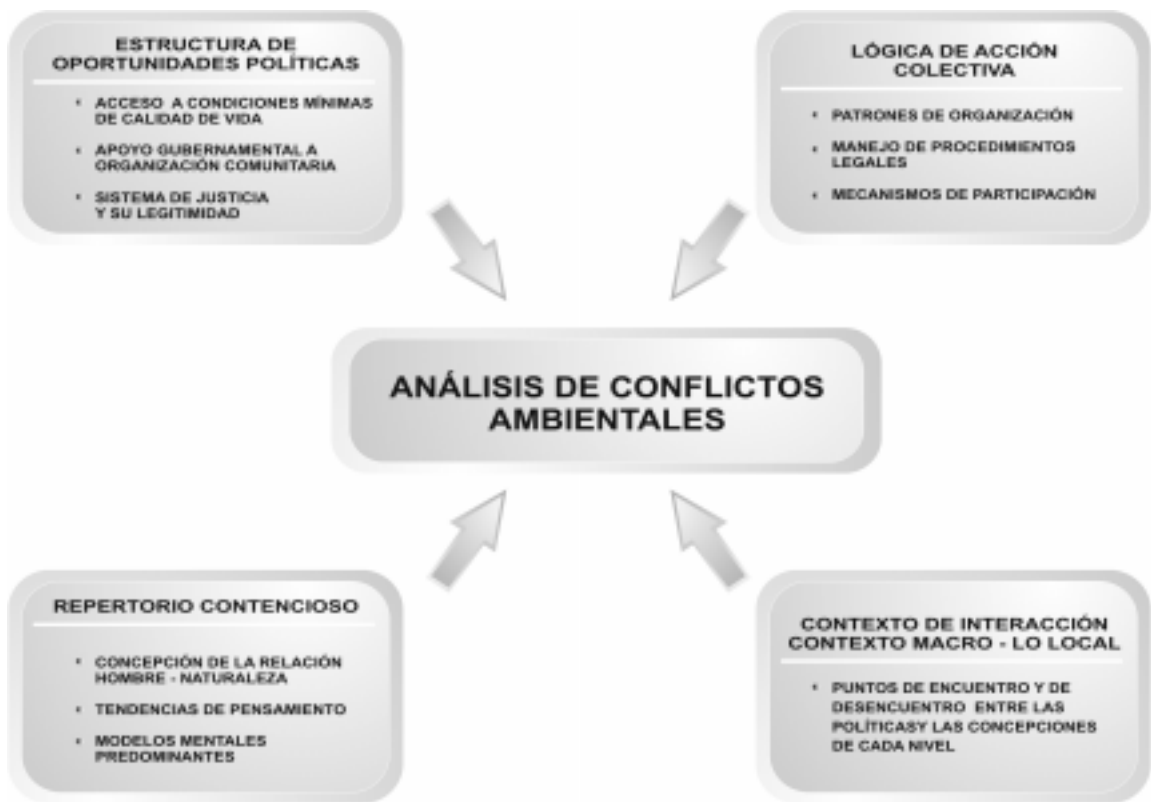 ESTRUCTURA DE
OPORTUNIDADES POLÍTICAS
• ACCESO A CONDICIONES MÍNIMAS
DE CALIDAD DE VIDA
• APOYO GUBERNAMENTAL A
ORGANIZACIÓN COMUNITARIA
• SISTEMA DE JUSTICIA
Y SU LEGITIMIDAD
LÓGICA DE ACCIÓN
COLECTIVA
• PATRONES DE ORGANIZACIÓN
• MANEJO DE PROCEDIMIENTOS
LEGALES
• MECANISMOS DE PARTICIPACIÓN
ANÁLISIS DE CONFLICTOS
AMBIENTALES
REPERTORIO CONTENCIOSO
• CONCEPCIÓN DE LA RELACIÓN
HOMBRE - NATURALEZA
• TENDENCIAS DE PENSAMIENTO
• MODELOS MENTALES
PREDOMINANTES
CONTEXTO DE INTERACCIÓN
CONTEXTO MACRO - LO LOCAL
• PUNTOS DE ENCUENTRO Y DE
DESENCUENTRO ENTRE LAS
POLÍTICASY LAS CONCEPCIONES
DE CADA NIVEL